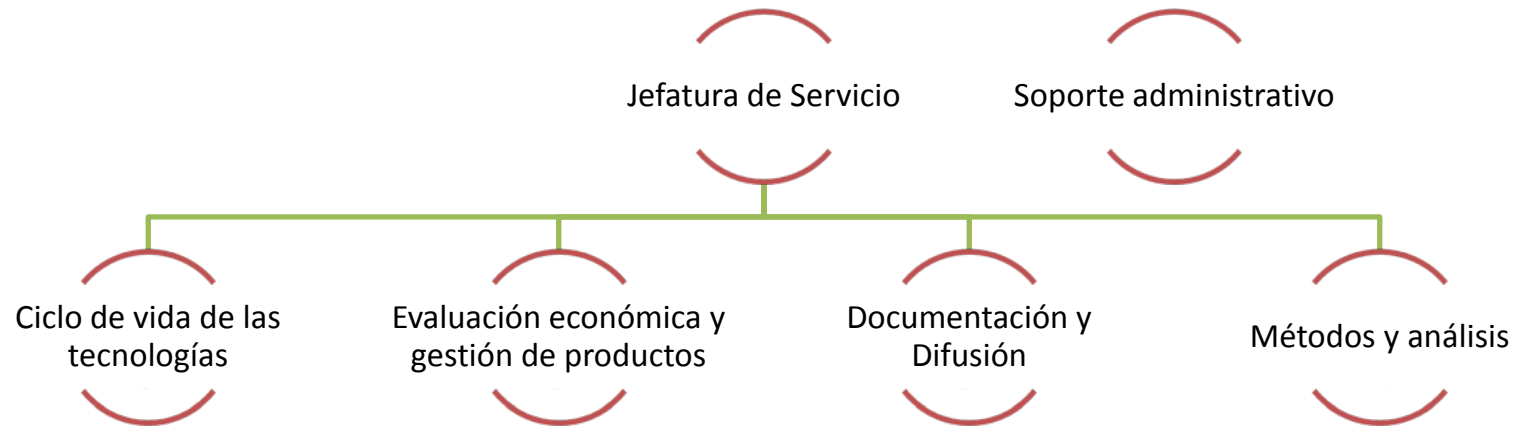 Jefatura de Servicio
Soporte administrativo
Ciclo de vida de las
tecnologías
Evaluación económica y
gestión de productos
Documentación y
Difusión
Métodos y análisis